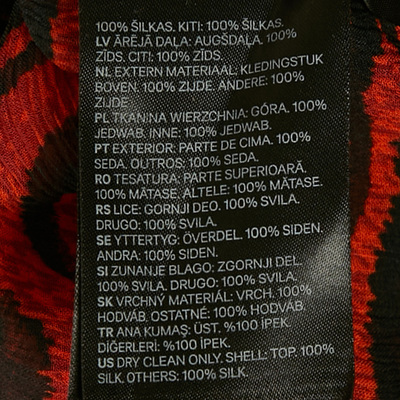 100% ŠILKAS. KITI: 100% ŠILKAS.
LV ĀRĒJĀ DAĻA: AUGŠDAĻA. 100%
ZĪDS. CITI: 100% ZĪDS.
NL EXTERN MATERIAAL: KLEDINGSTUK
BOVEN. 100% ZIJDE. ANDERE: 100%
ZIJDE
PL TKANINA WIERZCHNIA: GÓRA. 100%
JEDWAB. INNE: 100% JEDWAB.
PT EXTERIOR: PARTE DE CIMA. 100%
SEDA. OUTROS: 100% SEDA.
RO TESATURA: PARTE SUPERIOARĂ.
100% MĂTASE. ALTELE: 100% MĂTASE.
RS LICE: GORNJI DEO. 100% SVILA.
DRUGO: 100% SVILA.
SE YTTERTYG: ÖVERDEL. 100% SIDEN.
ANDRA: 100% SIDEN.
SI ZUNANJE BLAGO: ZGORNJI DEL.
100% SVILA. DRUGO: 100% SVILA.
SK VRCHNÝ MATERIÁL: VRCH. 100%
HODVÁB. OSTATNÉ: 100% HODVÁB.
TR ANA KUMAŞ: ÜST. %100 İPEK.
DİĞERLERİ: %100 İPEK.
US DRY CLEAN ONLY. SHELL: TOP. 100%
SILK. OTHERS: 100% SILK.